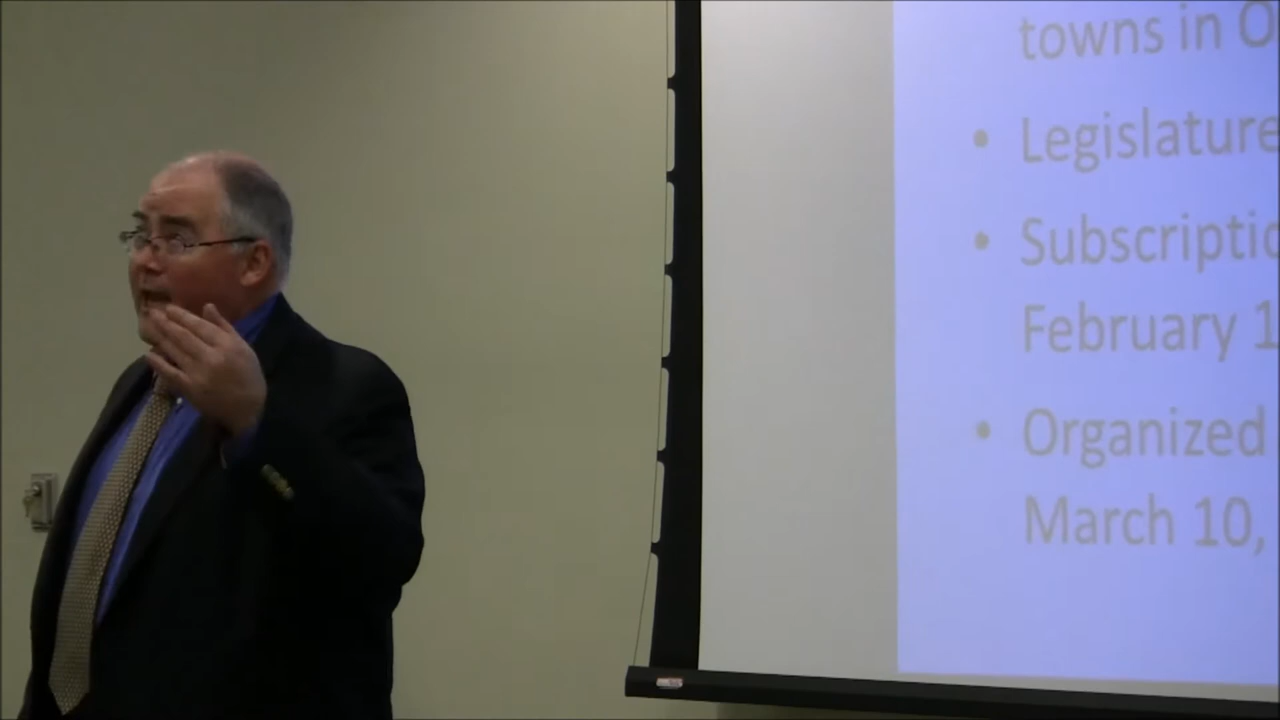 towns in O
• Legislature
• Subscriptio
February 1
• Organized
March 10,